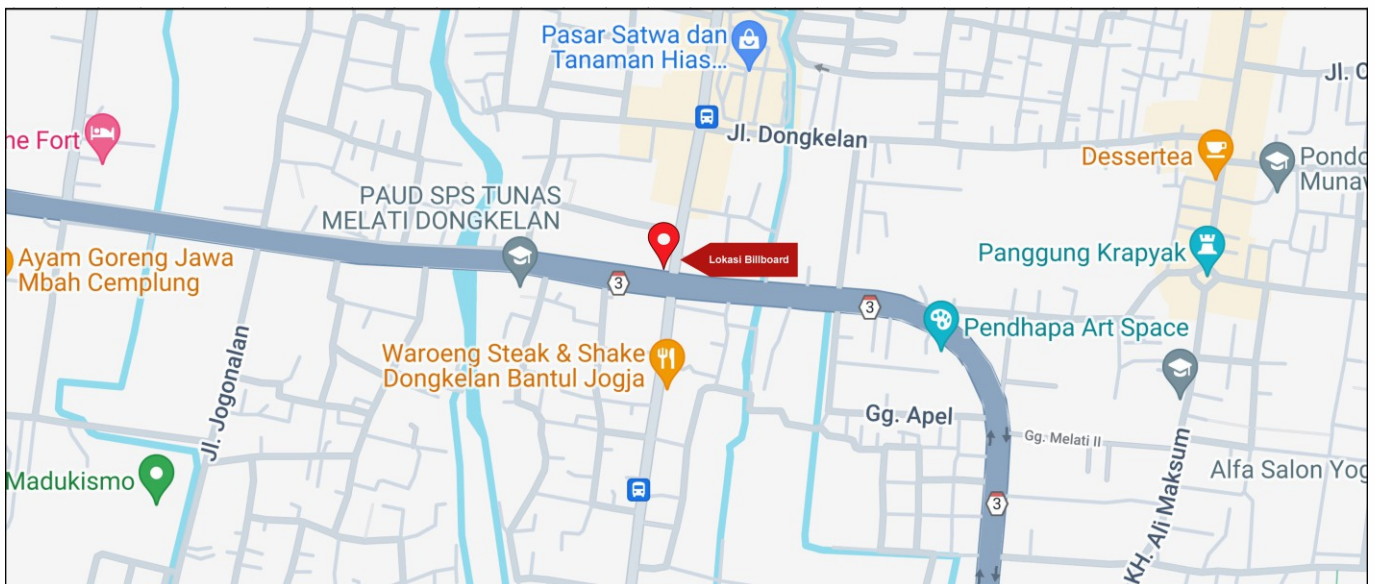 Pasar Satwa dan
Tanaman Hias...
Jl. Dongkelan
ne Fort
Dessertea
PAUD SPS TUNAS
MELATI DONGKELAN
Lokasi Billboard
Panggung Krapyak
Ayam Goreng Jawa
Mbah Cemplung
3
3
Pendhapa Art Space
Waroeng Steak & Shake
Dongkelan Bantul Jogja
Jl. Jogonalan
Gg. Apel
Gg. Melati II
KH. Ali Maksum
Alfa Salon Yog
Madukismo
3
Jl. C
Pondo
Munav